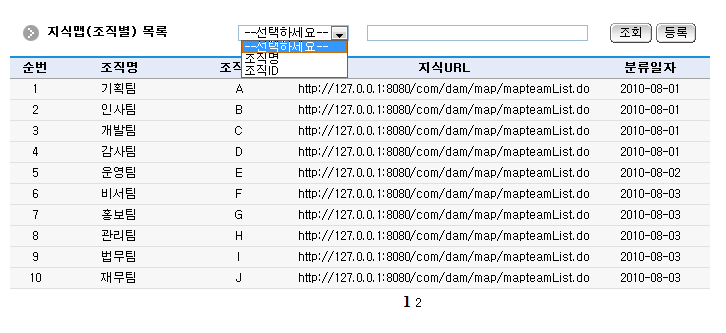 지식맵(조직별) 목록 --선택하세요-- 조회 등록
--선택하세요--
조직명
조직ID
순번 조직명 조직 지식URL 분류일자
1 기획팀 A http://127.0.0.1:8080/com/dam/map/mapteamList.do 2010-08-01
2 인사팀 B http://127.0.0.1:8080/com/dam/map/mapteamList.do 2010-08-01
3 개발팀 C http://127.0.0.1:8080/com/dam/map/mapteamList.do 2010-08-01
4 감사팀 D http://127.0.0.1:8080/com/dam/map/mapteamList.do 2010-08-01
5 운영팀 E http://127.0.0.1:8080/com/dam/map/mapteamList.do 2010-08-02
6 비서팀 F http://127.0.0.1:8080/com/dam/map/mapteamList.do 2010-08-03
7 홍보팀 G http://127.0.0.1:8080/com/dam/map/mapteamList.do 2010-08-03
8 관리팀 H http://127.0.0.1:8080/com/dam/map/mapteamList.do 2010-08-03
9 법무팀 I http://127.0.0.1:8080/com/dam/map/mapteamList.do 2010-08-03
10 재무팀 J http://127.0.0.1:8080/com/dam/map/mapteamList.do 2010-08-03
1 2